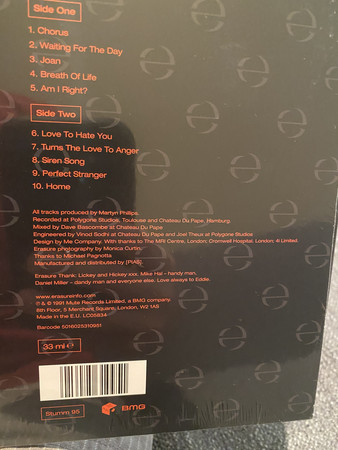 Side One
1. Chorus
2. Waiting For The Day
3. Joan
4. Breath Of Life
5. Am I Right?
Side Two
6. Love To Hate You
7. Turns The Love To Anger
8. Siren Song
9. Perfect Stranger
10. Home
All tracks produced by Martyn Phillips.
Recorded at Polygone Studios, Toulouse and Chateau Du Pape, Hamburg.
Mixed by Dave Bascombe at Chateau Du Pape
Engineered by Vinod Sodhi at Chateau Du Pape and Joel Theux at Polygone Studios
Design by Me Company. With thanks to The MRI Centre, London; Cromwell Hospital, London; 4i Limited.
Erasure photography by Monica Curtin
Thanks to Michael Pagnotta
Manufactured and distributed by [PIAS].
Erasure Thank: Lickey and Hickey xxx: Mike Hal - handy man,
Daniel Miller - dandy man and everyone else. Love always to Eddie.
www.erasureinfo.com
℗ & © 1991 Mute Records Limited, a BMG company.
8th Floor, 5 Merchant Square, London, W2 1AS
Made in the E.U. LC05834
Barcode 5016025310951
33 ml e
Stumm 95
BMG